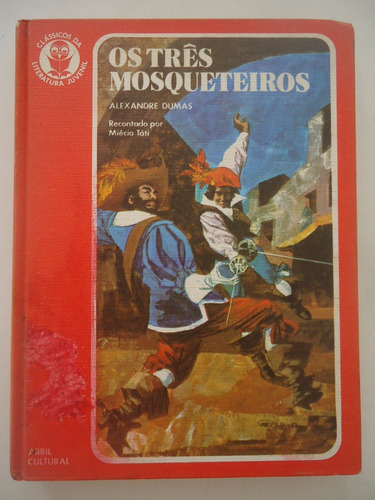 CLÁSSICOS DA
LITERATURA JUVENIL
OS TRÊS
MOSQUETEIROS
ALEXANDRE DUMAS
Recontado por
Miécio Táti
ABRIL
CULTURAL